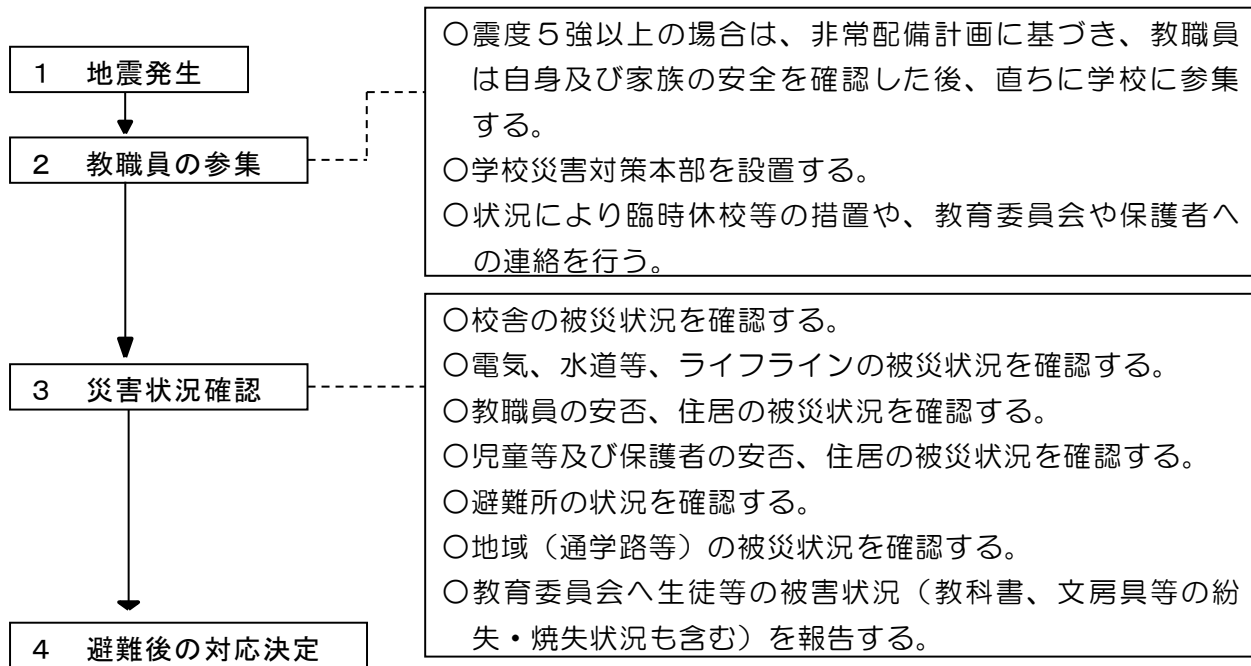 1 地震発生
2 教職員の参集
○震度５強以上の場合は、非常配備計画に基づき、教職員
は自身及び家族の安全を確認した後、直ちに学校に参集
する。
○学校災害対策本部を設置する。
○状況により臨時休校等の措置や、教育委員会や保護者へ
の連絡を行う。
3 災害状況確認
○校舎の被災状況を確認する。
○電気、水道等、ライフラインの被災状況を確認する。
○教職員の安否、住居の被災状況を確認する。
○児童等及び保護者の安否、住居の被災状況を確認する。
○避難所の状況を確認する。
○地域（通学路等）の被災状況を確認する。
○教育委員会へ生徒等の被害状況（教科書、文房具等の紛
失・焼失状況も含む）を報告する。
4 避難後の対応決定